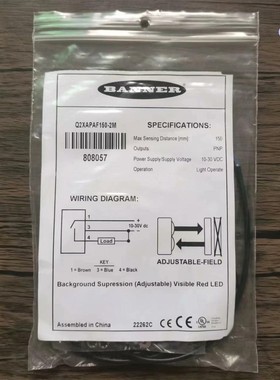 BANNER
Q2XAPAF150-2M
808057
SPECIFICATIONS:
Max Sensing Distance [mm] 150
Outputs PNP
Power Supply/Supply Voltage 10-30 VDC
Operation Light Operate
WIRING DIAGRAM:
1
3
4
10-30V dc
Load
KEY
1 = Brown 3 = Blue 4 = Black
ADJUSTABLE-FIELD
Background Supression (Adjustable) Visible Red LED
Assembled in China
22262C
CE